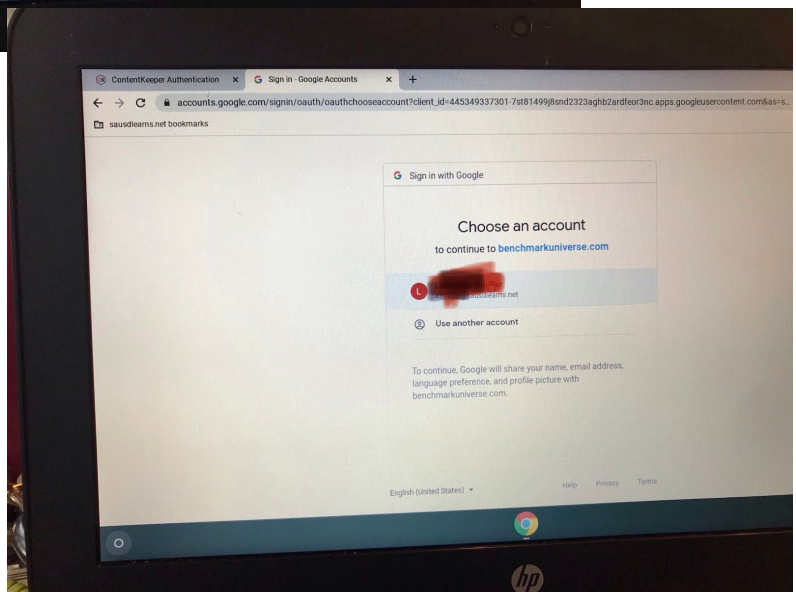 ContentKeeper Authentication × G Sign in - Google Accounts × +
accounts.google.com/signin/oauth/oauthchooseaccount?client_id=445349337301-7st81499j8snd2323aghb2ardfeor3nc.apps.googleusercontent.com&as=s...
sausdlearns.net bookmarks
G Sign in with Google
Choose an account
to continue to benchmarkuniverse.com
L
sausdlearns.net
Use another account
To continue, Google will share your name, email address,
language preference, and profile picture with
benchmarkuniverse.com.
English (United States) Help Privacy Terms
hp